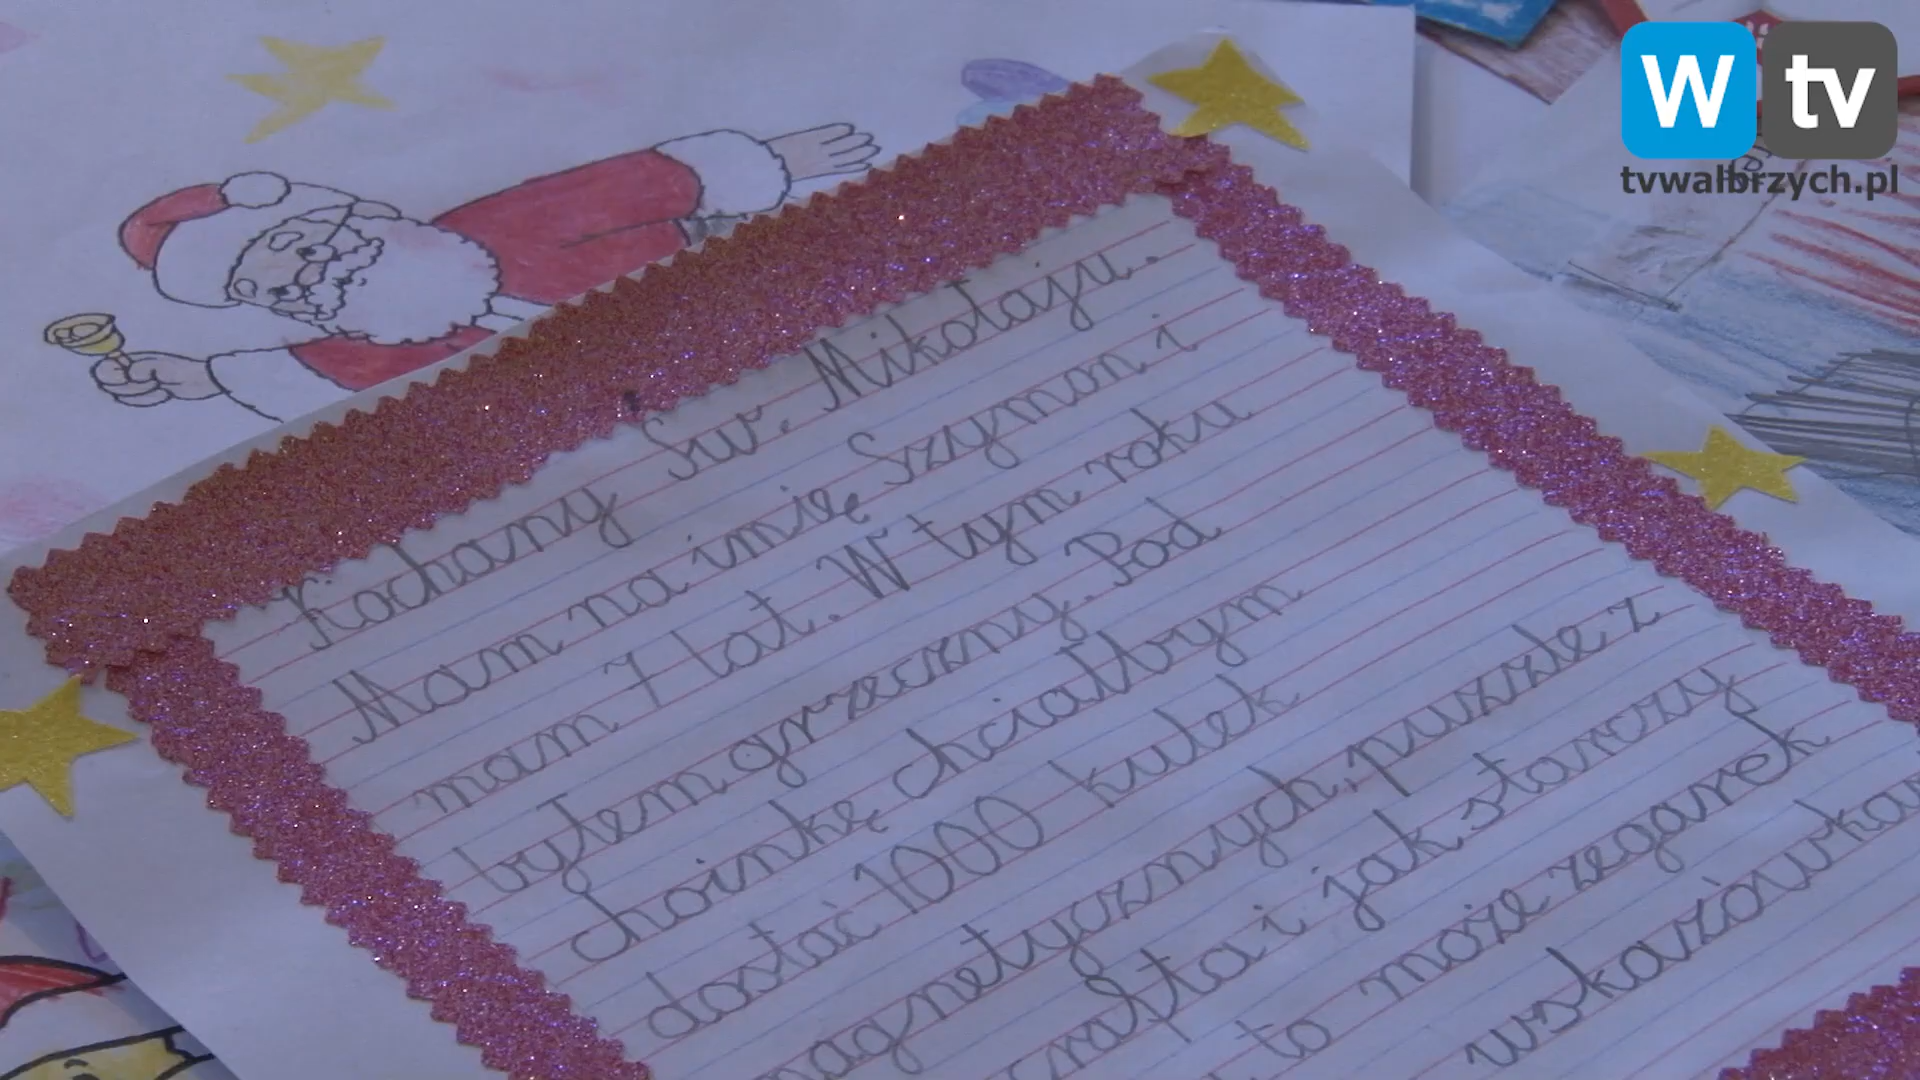 W tv
tvwalbrzych.pl
Kochany Św. Mikołaju.
Mam na imię Szymon i
mam 7 lat. W tym roku
byłem grzeczny. Pod
choinkę chciałbym
dostać 1000 kulek
magnetycznych, puzzle z
crafta i jak starczy
to może zegarek